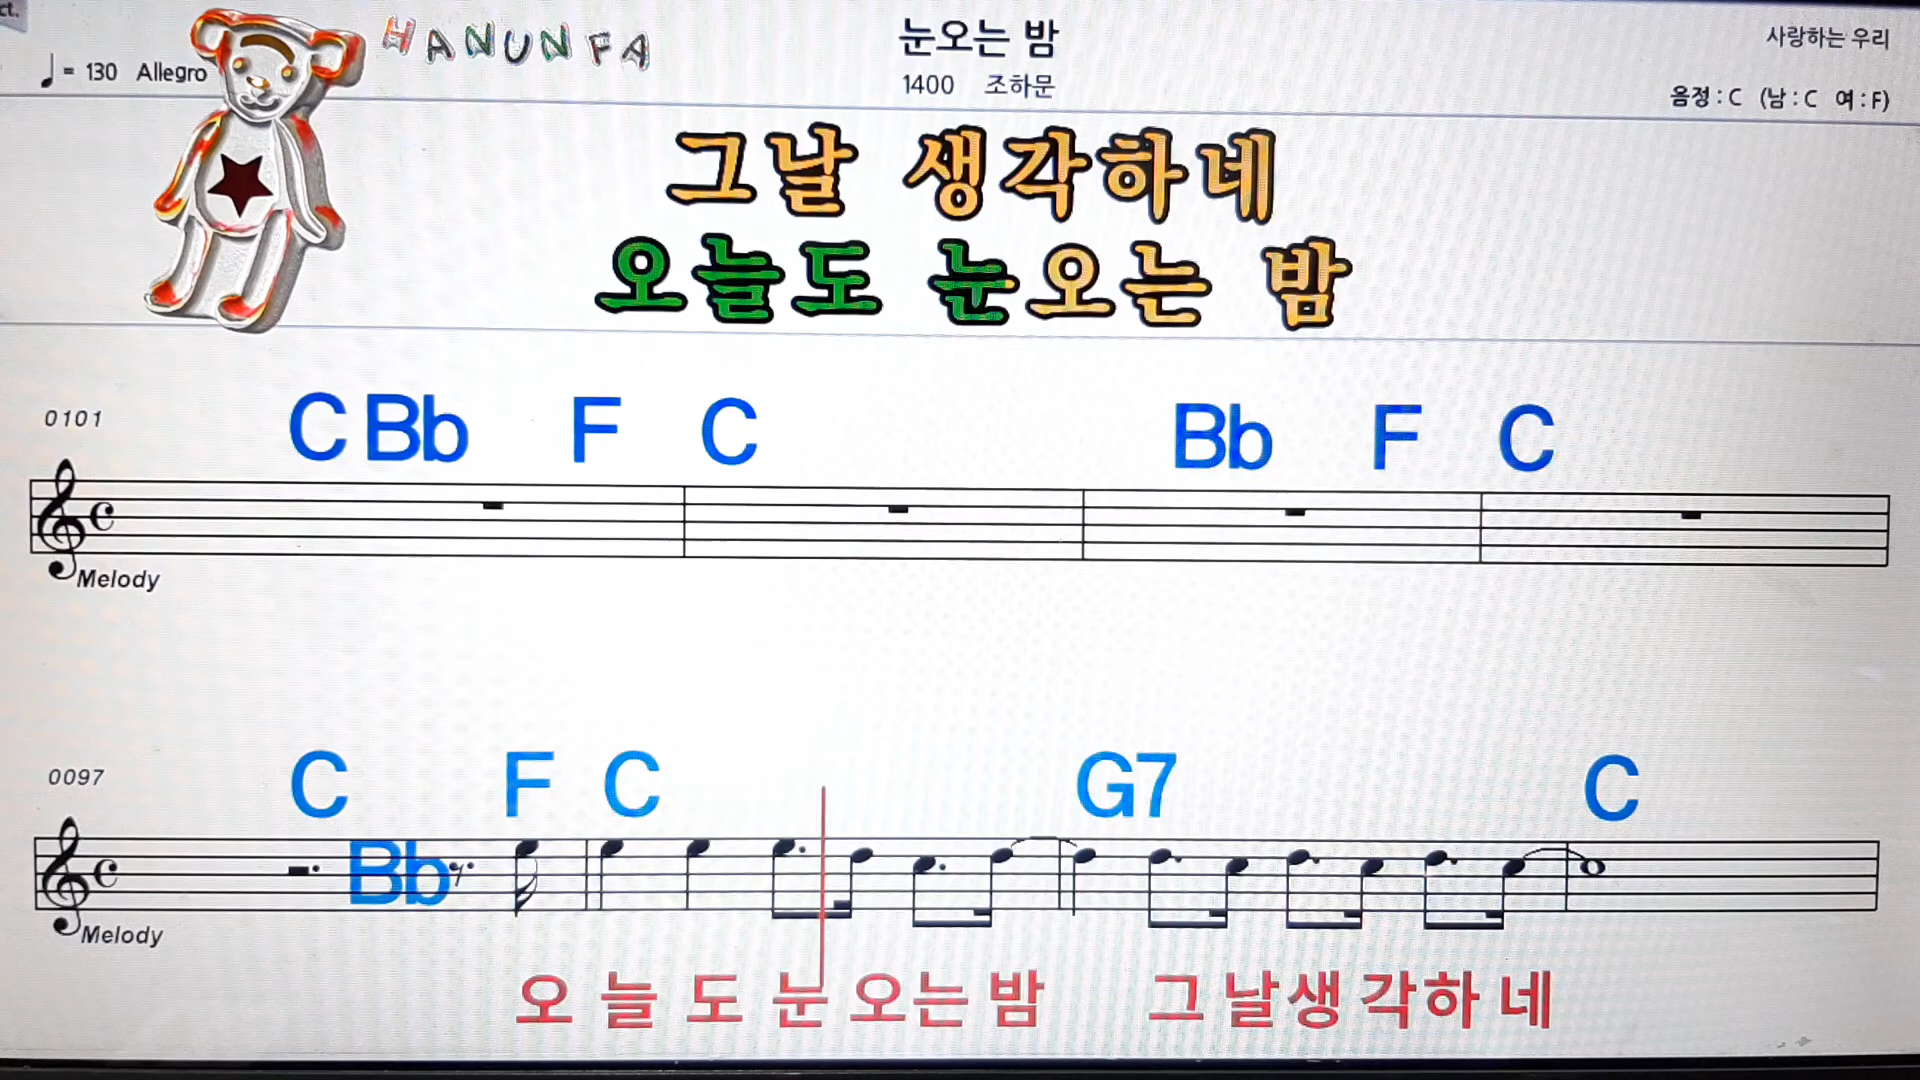 ct.
HANUNFA
눈오는 밤
사랑하는 우리
= 130 Allegro
1400 조하문
음정 : C (남 : C 여 : F)
그날 생각하네
오늘도 눈오는 밤
0101
C Bb F C Bb F C
Melody
0097
C Bb F C G7 C
Melody
오 늘 도 눈 오는 밤 그 날생 각하 네